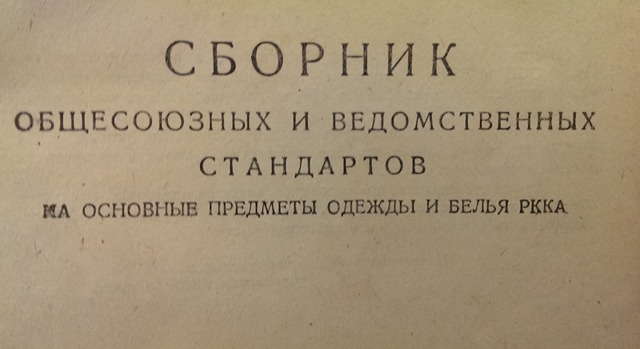 СБОРНИК
ОБЩЕСОЮЗНЫХ И ВЕДОМСТВЕННЫХ
СТАНДАРТОВ
НА ОСНОВНЫЕ ПРЕДМЕТЫ ОДЕЖДЫ И БЕЛЬЯ РККА